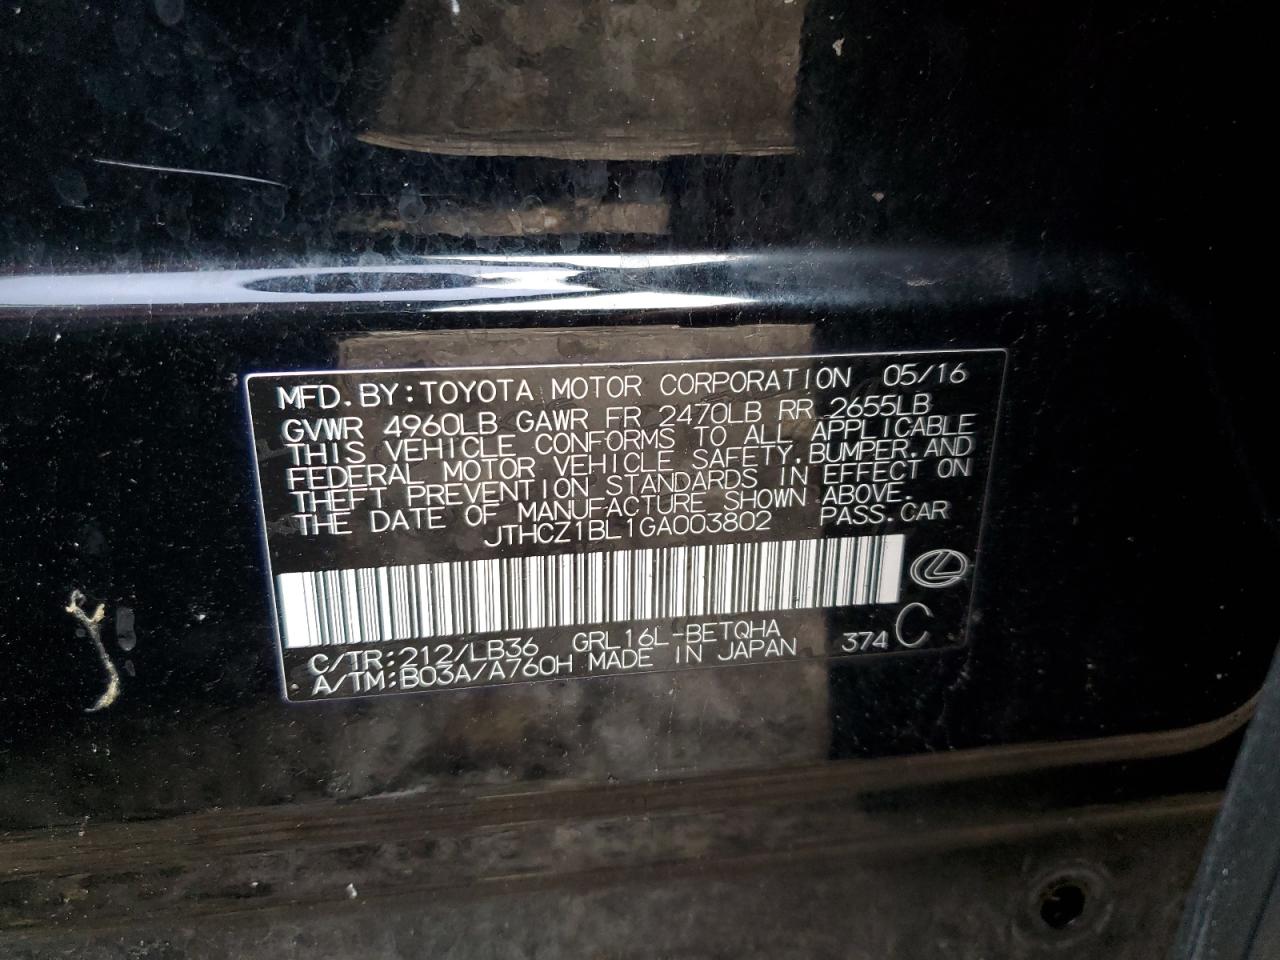 MFD. BY: TOYOTA MOTOR CORPORATION 05/16
GVWR 4960LB GAWR FR 2470LB RR 2655LB
THIS VEHICLE CONFORMS TO ALL APPLICABLE
FEDERAL MOTOR VEHICLE SAFETY, BUMPER, AND
THEFT PREVENTION STANDARDS IN EFFECT ON
THE DATE OF MANUFACTURE SHOWN ABOVE.
JTHCZ1BL1GA003802 PASS. CAR
C/TR: 212/LB36 GRL16L-BETQHA 374 C
A/TM: B03A/A760H MADE IN JAPAN